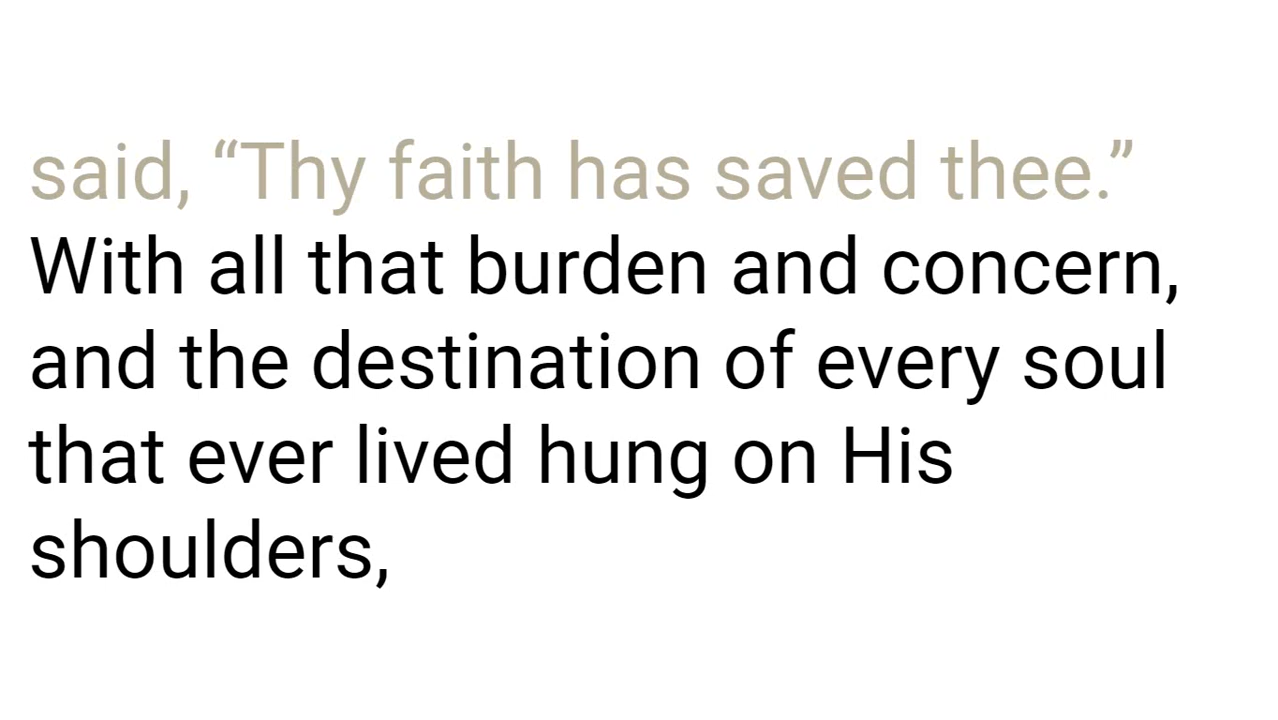 said, “Thy faith has saved thee.”
With all that burden and concern,
and the destination of every soul
that ever lived hung on His
shoulders,